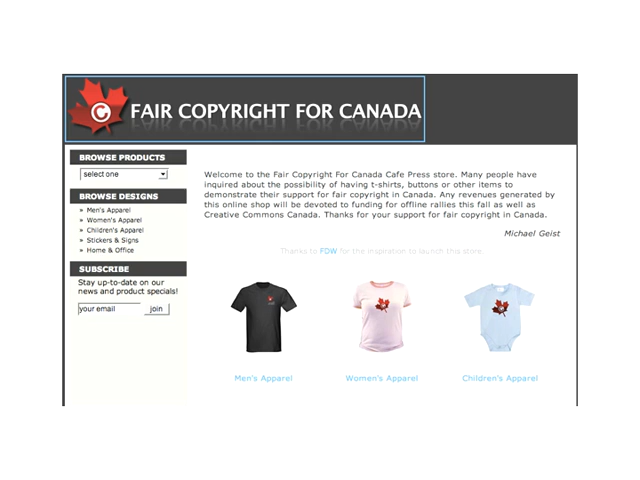 © FAIR COPYRIGHT FOR CANADA
BROWSE PRODUCTS
select one
BROWSE DESIGNS
» Men's Apparel
» Women's Apparel
» Children's Apparel
» Stickers & Signs
» Home & Office
SUBSCRIBE
Stay up-to-date on our
news and product specials!
your email join
Welcome to the Fair Copyright For Canada Cafe Press store. Many people have
inquired about the possibility of having t-shirts, buttons or other items to
demonstrate their support for fair copyright in Canada. Any revenues generated by
this online shop will be devoted to funding for offline rallies this fall as well as
Creative Commons Canada. Thanks for your support for fair copyright in Canada.
Michael Geist
Thanks to FDW for the inspiration to launch this store.
Men's Apparel
Women's Apparel
Children's Apparel